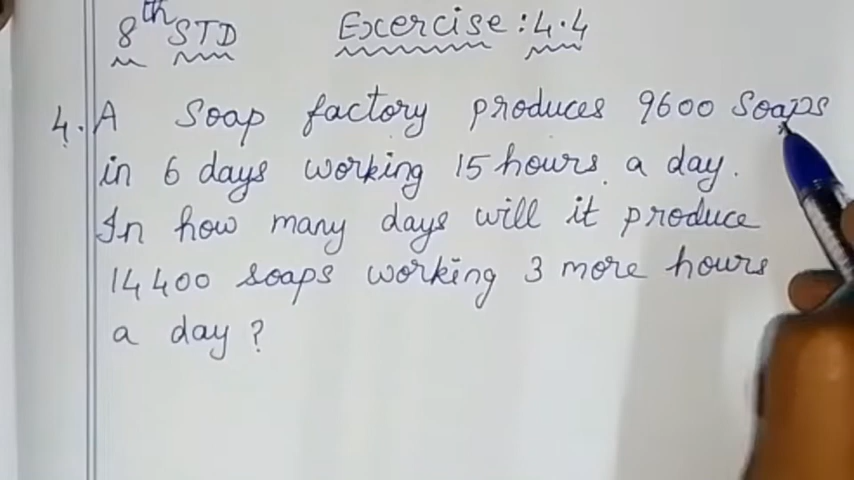 8th STD Exercise : 4.4
4. A Soap factory produces 9600 Soaps
in 6 days working 15 hours a day.
In how many days will it produce
14400 soaps working 3 more hours
a day ?